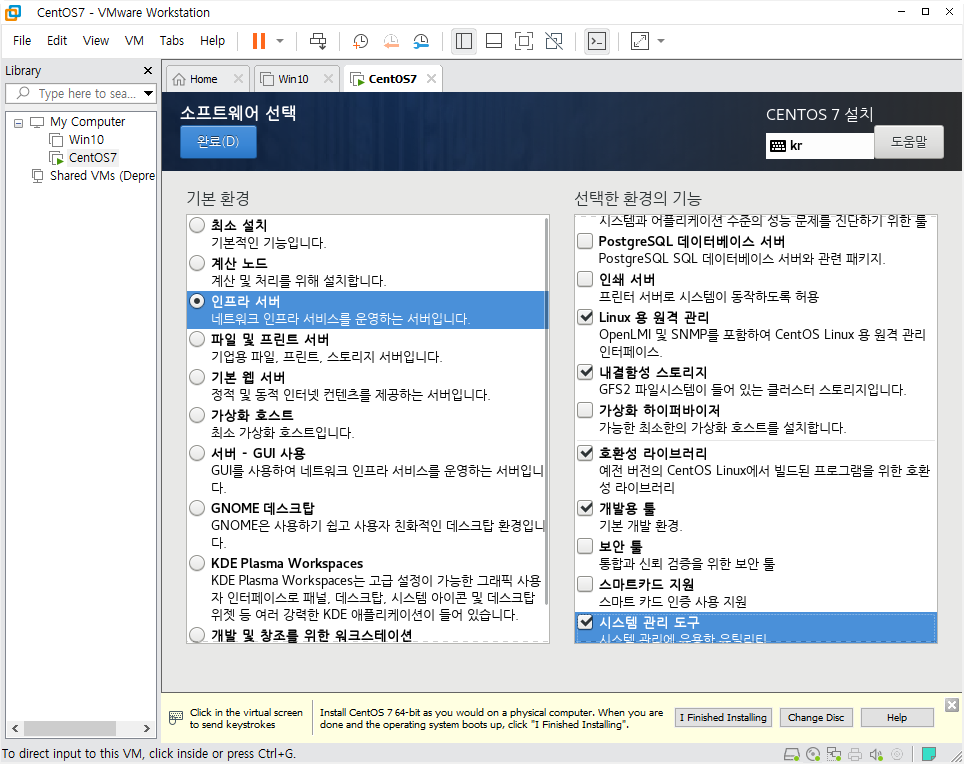 CentOS7 - VMware Workstation
File Edit View VM Tabs Help
Library
Type here to sea...
My Computer
Win10
CentOS7
Shared VMs (Depre
Home
Win10
CentOS7
소프트웨어 선택
완료(D)
CENTOS 7 설치
kr
도움말
기본 환경
최소 설치
기본적인 기능입니다.
계산 노드
계산 및 처리를 위해 설치합니다.
인프라 서버
네트워크 인프라 서비스를 운영하는 서버입니다.
파일 및 프린트 서버
기업용 파일, 프린트, 스토리지 서버입니다.
기본 웹 서버
정적 및 동적 인터넷 컨텐츠를 제공하는 서버입니다.
가상화 호스트
최소 가상화 호스트입니다.
서버 - GUI 사용
GUI를 사용하여 네트워크 인프라 서비스를 운영하는 서버입니
다.
GNOME 데스크탑
GNOME은 사용하기 쉽고 사용자 친화적인 데스크탑 환경입니
다.
KDE Plasma Workspaces
KDE Plasma Workspaces는 고급 설정이 가능한 그래픽 사용
자 인터페이스로 패널, 데스크탑, 시스템 아이콘 및 데스크탑
위젯 등 여러 강력한 KDE 애플리케이션이 들어 있습니다.
개발 및 창조를 위한 워크스테이션
선택한 환경의 기능
시스템과 어플리케이션 수준의 성능 문제를 진단하기 위한 툴
PostgreSQL 데이터베이스 서버
PostgreSQL SQL 데이터베이스 서버와 관련 패키지.
인쇄 서버
프린터 서버로 시스템이 동작하도록 허용
Linux 용 원격 관리
OpenLMI 및 SNMP를 포함하여 CentOS Linux 용 원격 관리
인터페이스.
내결함성 스토리지
GFS2 파일시스템이 들어 있는 클러스터 스토리지입니다.
가상화 하이퍼바이저
가능한 최소한의 가상화 호스트를 설치합니다.
호환성 라이브러리
예전 버전의 CentOS Linux에서 빌드된 프로그램을 위한 호환
성 라이브러리
개발용 툴
기본 개발 환경.
보안 툴
통합과 신뢰 검증을 위한 보안 툴
스마트카드 지원
스마트 카드 인증 사용 지원
시스템 관리 도구
시스템 관리에 유용한 유틸리티
Click in the virtual screen
to send keystrokes
Install CentOS 7 64-bit as you would on a physical computer. When you are
done and the operating system boots up, click "I Finished Installing".
I Finished Installing
Change Disc
Help
To direct input to this VM, click inside or press Ctrl+G.